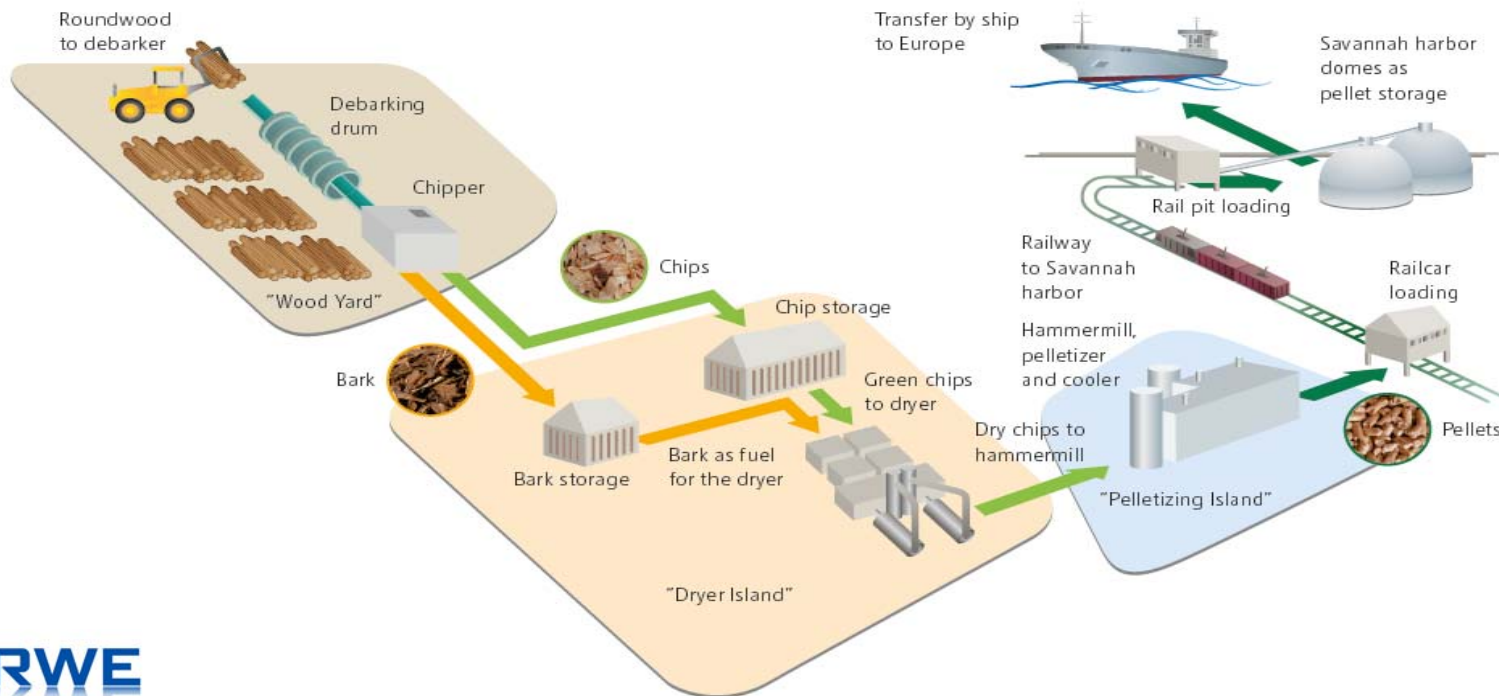 Roundwood
to debarker
Debarking
drum
Chipper
"Wood Yard"
Chips
Bark
Chip storage
Green chips
to dryer
Bark storage
Bark as fuel
for the dryer
"Dryer Island"
Dry chips to
hammermill
Hammermill,
pelletizer
and cooler
"Pelletizing Island"
Pellets
Railcar
loading
Railway
to Savannah
harbor
Rail pit loading
Savannah harbor
domes as
pellet storage
Transfer by ship
to Europe
RWE